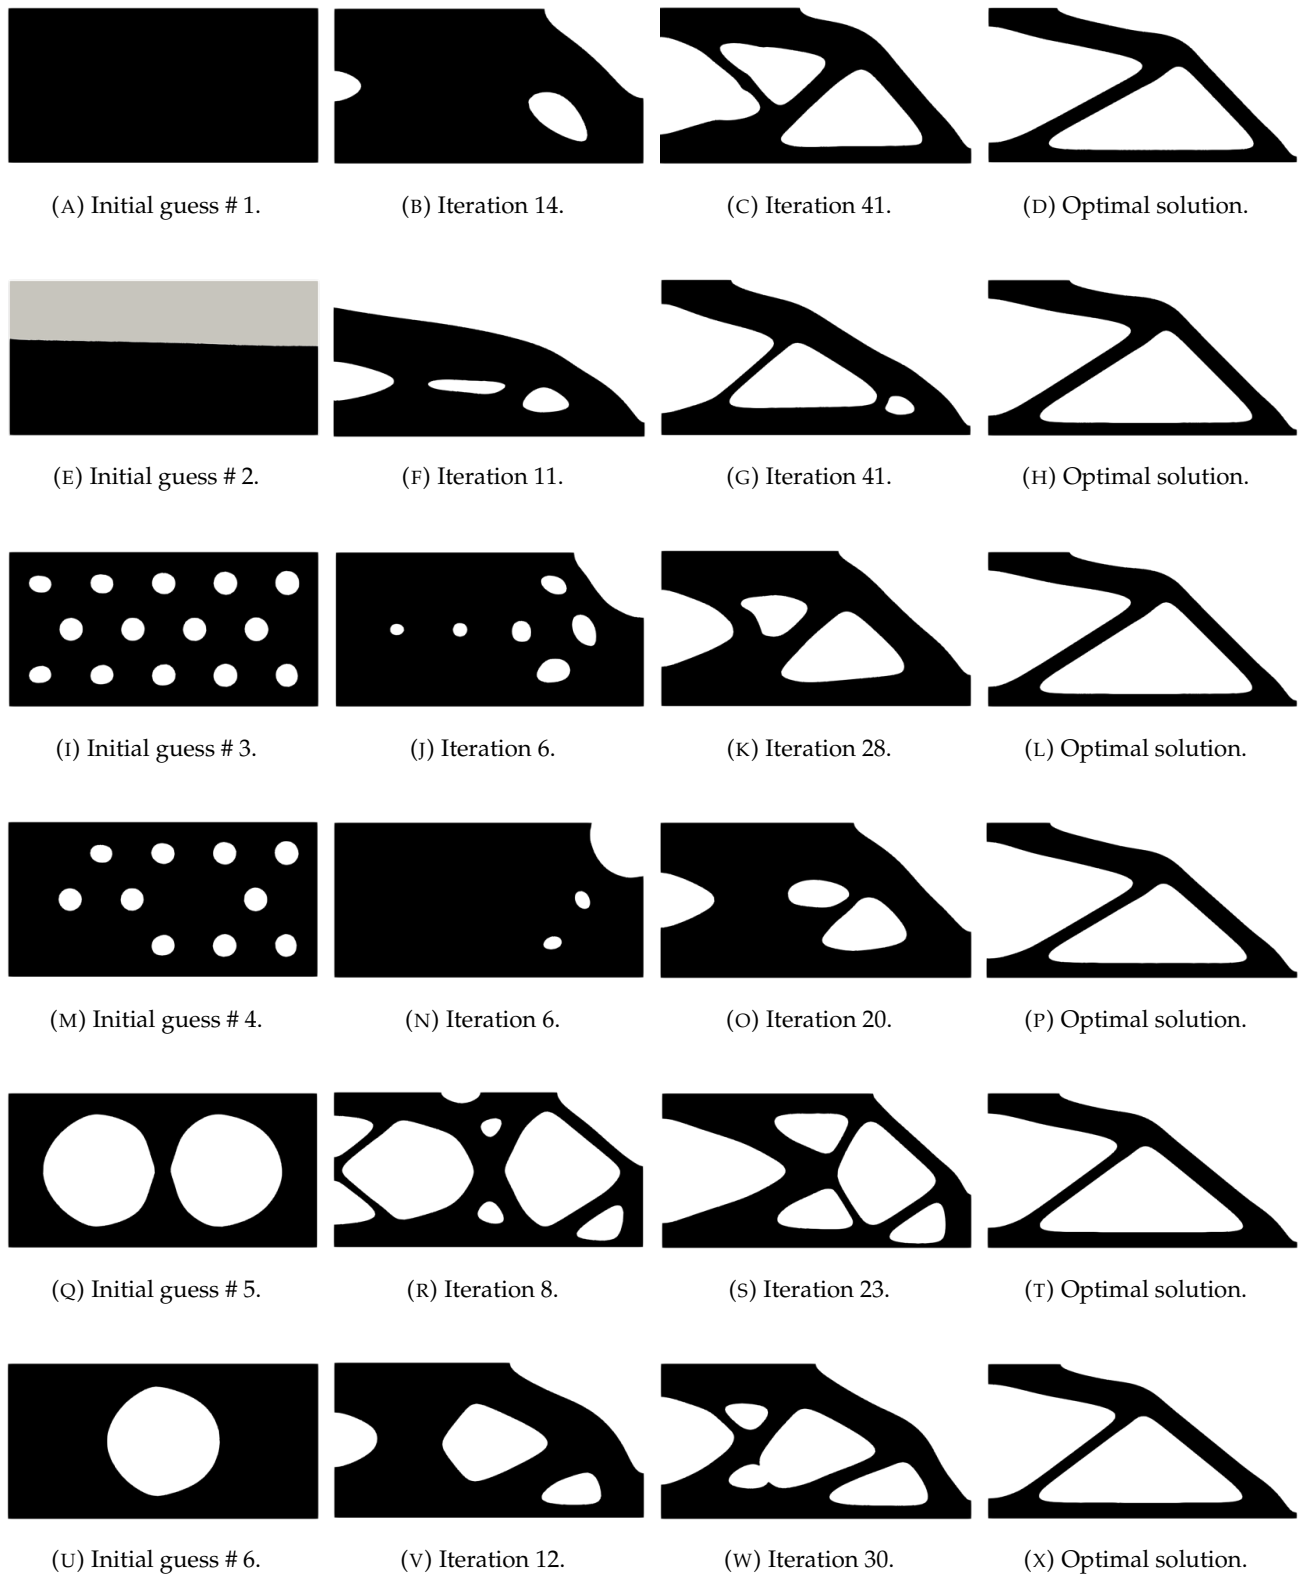 (A) Initial guess # 1.
(B) Iteration 14.
(C) Iteration 41.
(D) Optimal solution.
(E) Initial guess # 2.
(F) Iteration 11.
(G) Iteration 41.
(H) Optimal solution.
(I) Initial guess # 3.
(J) Iteration 6.
(K) Iteration 28.
(L) Optimal solution.
(M) Initial guess # 4.
(N) Iteration 6.
(O) Iteration 20.
(P) Optimal solution.
(Q) Initial guess # 5.
(R) Iteration 8.
(S) Iteration 23.
(T) Optimal solution.
(U) Initial guess # 6.
(V) Iteration 12.
(W) Iteration 30.
(X) Optimal solution.